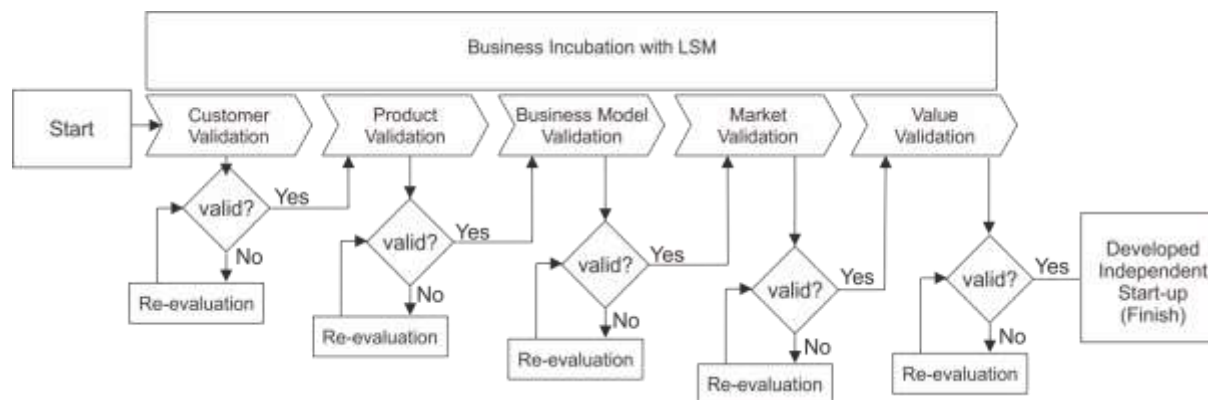 Business Incubation with LSM
Start
Customer
Validation
Product
Validation
Business Model
Validation
Market
Validation
Value
Validation
valid?
Yes
No
Re-evaluation
valid?
Yes
No
Re-evaluation
valid?
Yes
No
Re-evaluation
valid?
Yes
No
Re-evaluation
valid?
Yes
No
Re-evaluation
Developed
Independent
Start-up
(Finish)